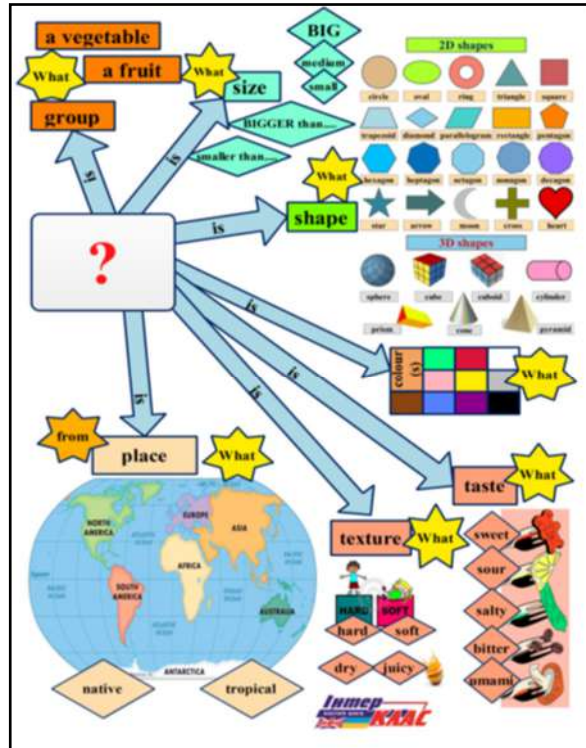 a vegetable
What
a fruit
group
What
size
BIG
medium
small
BIGGER than.....
smaller than.....
What
shape
is
is
is
is
is
is
is
?
2D shapes
circle
oval
ring
triangle
square
trapezoid
diamond
parallelogram
rectangle
pentagon
hexagon
heptagon
octagon
nonagon
decagon
star
arrow
moon
cross
heart
3D shapes
sphere
cube
cuboid
cylinder
prism
cone
pyramid
colour
(s)
What
from
place
What
taste
What
texture
What
NORTH
AMERICA
EUROPE
ASIA
AFRICA
SOUTH
AMERICA
AUSTRALIA
ANTARCTICA
native
tropical
HARD
SOFT
hard
soft
dry
juicy
sweet
sour
salty
bitter
umami
Інтер
КЛАС